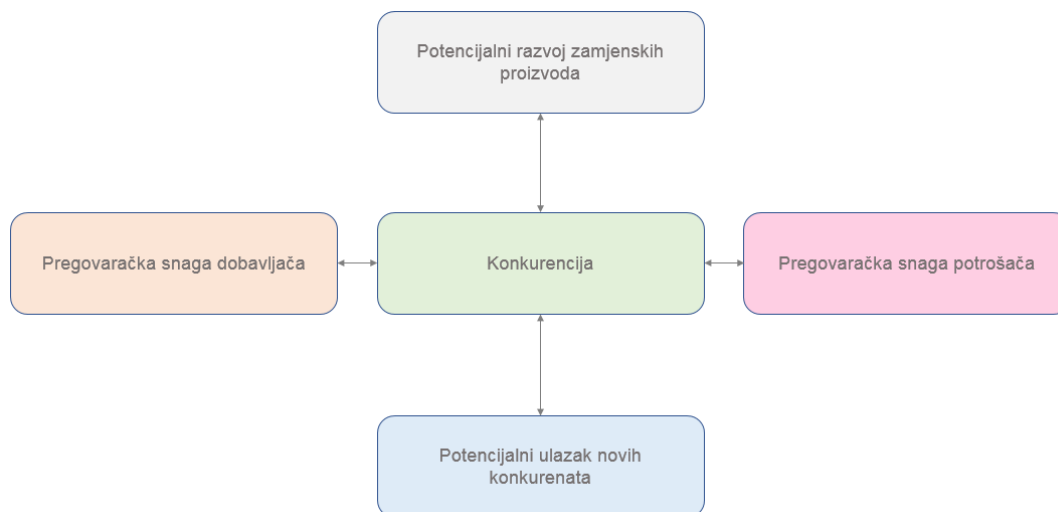 Potencijalni razvoj zamjenskih
proizvoda
Pregovaračka snaga dobavljača
Konkurencija
Pregovaračka snaga potrošača
Potencijalni ulazak novih
konkurenata